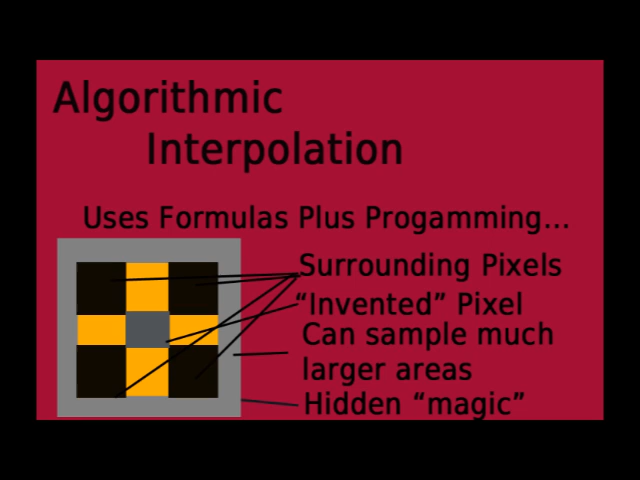 Algorithmic
Interpolation
Uses Formulas Plus Progamming...
Surrounding Pixels
“Invented” Pixel
Can sample much
larger areas
Hidden “magic”